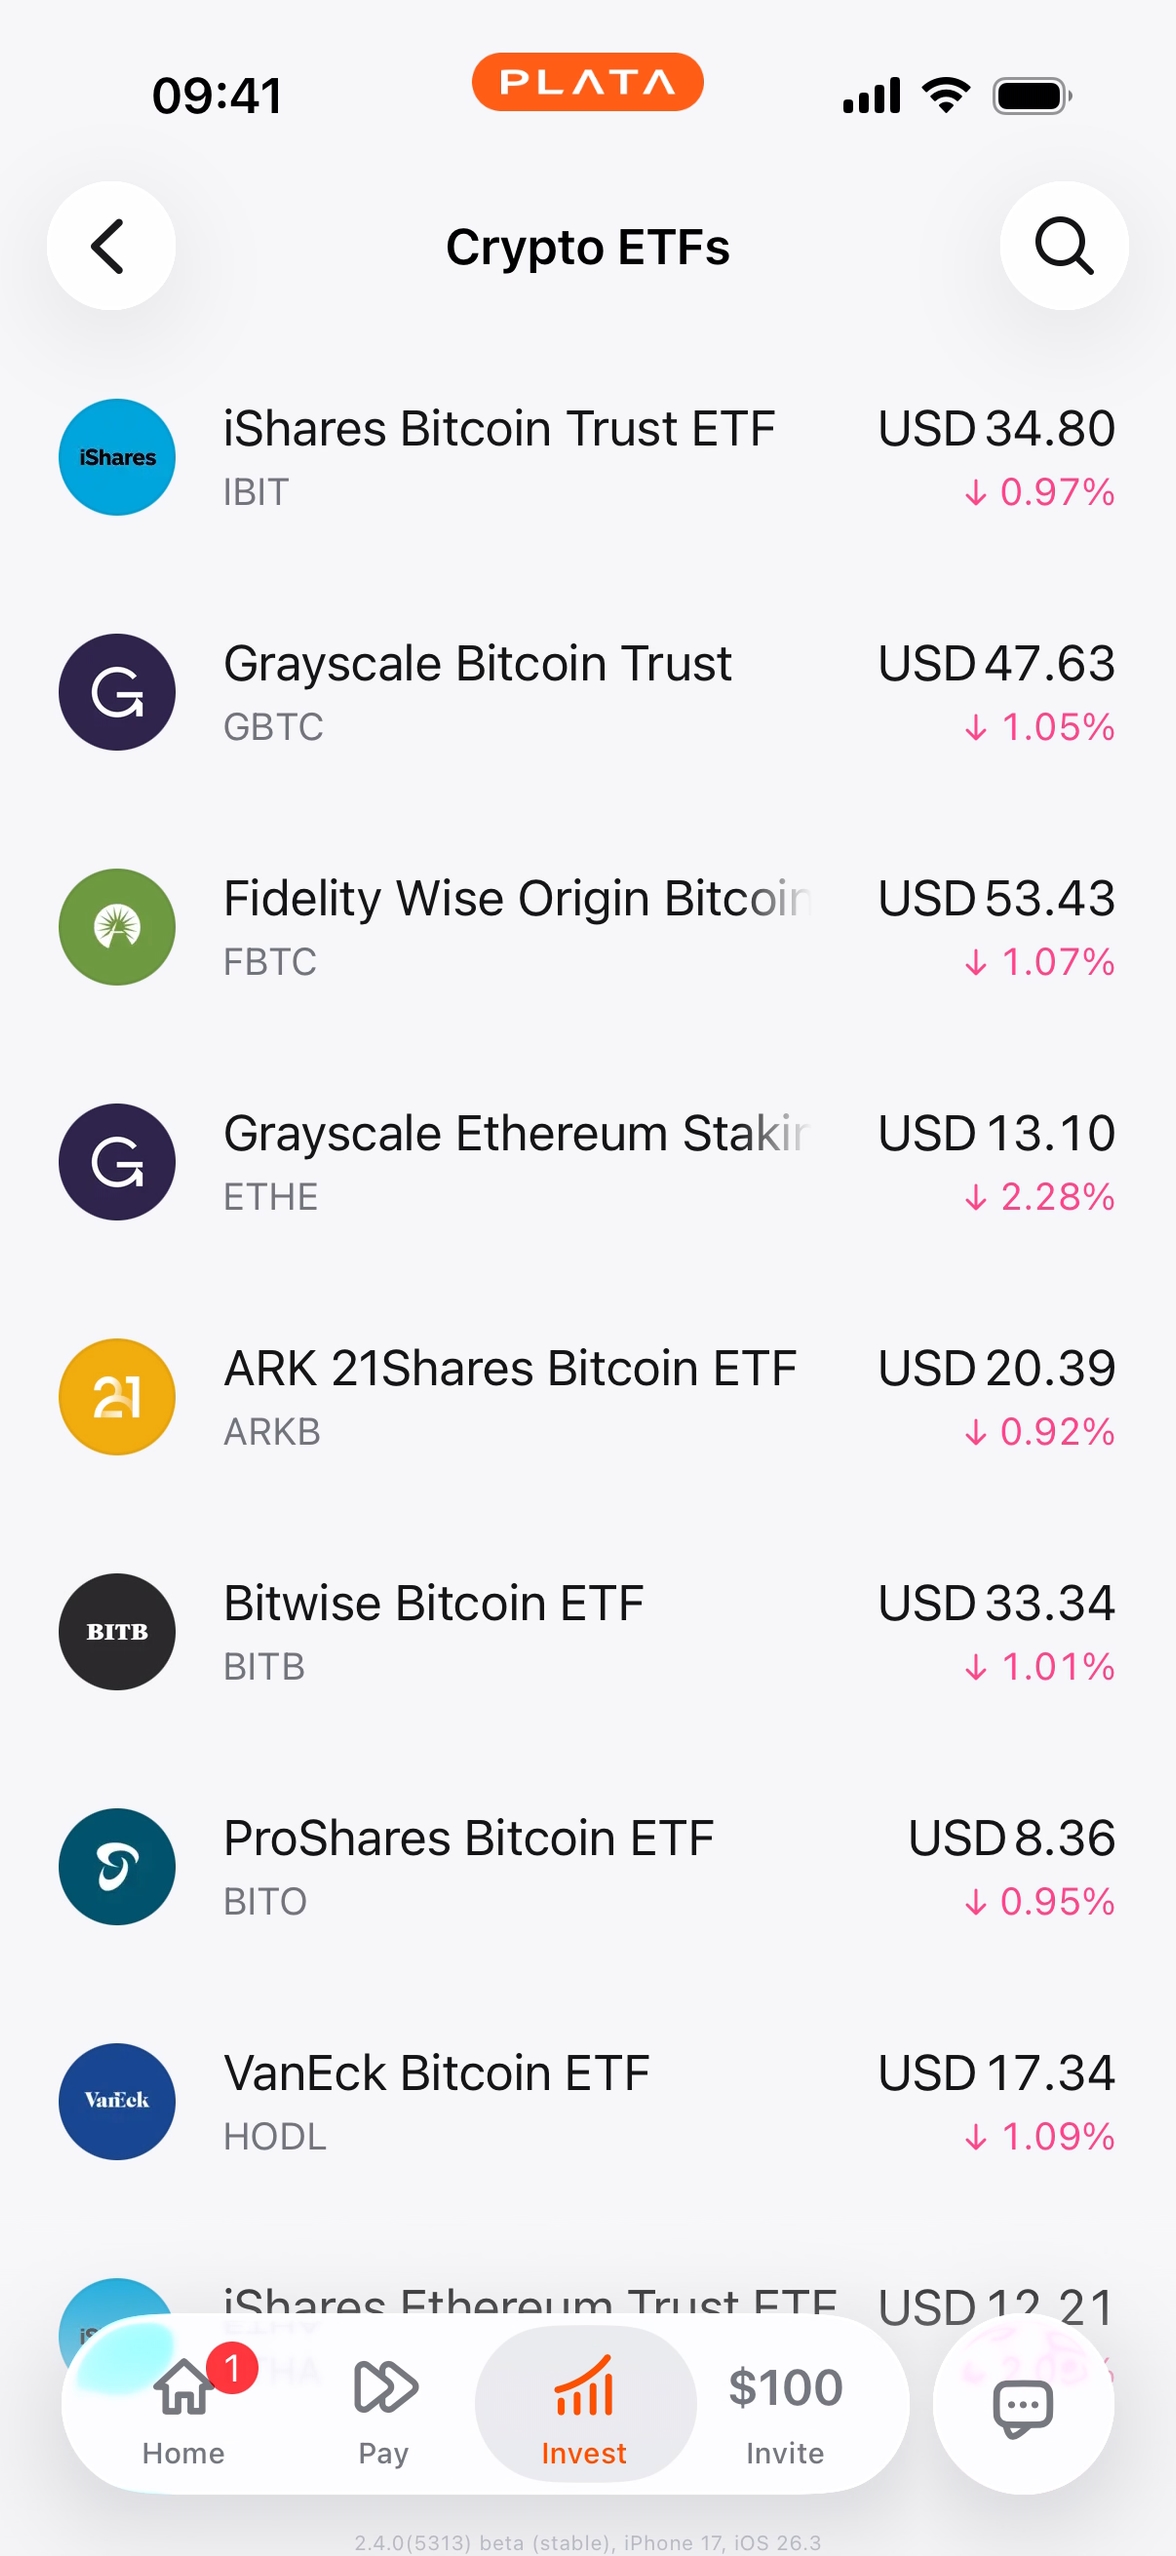 09:41
PLATA
Crypto ETFs
iShares
iShares Bitcoin Trust ETF
USD 34.80
IBIT
↓ 0.97%
Grayscale Bitcoin Trust
USD 47.63
GBTC
↓ 1.05%
Fidelity Wise Origin Bitcoin
USD 53.43
FBTC
↓ 1.07%
Grayscale Ethereum Stakin
USD 13.10
ETHE
↓ 2.28%
21
ARK 21Shares Bitcoin ETF
USD 20.39
ARKB
↓ 0.92%
BITB
Bitwise Bitcoin ETF
USD 33.34
BITB
↓ 1.01%
ProShares Bitcoin ETF
USD 8.36
BITO
↓ 0.95%
VanEck
VanEck Bitcoin ETF
USD 17.34
HODL
↓ 1.09%
iShares Ethereum Trust ETF
USD 12.21
1
$100
Home
Pay
Invest
Invite
2.4.0(5313) beta (stable), iPhone 17, iOS 26.3